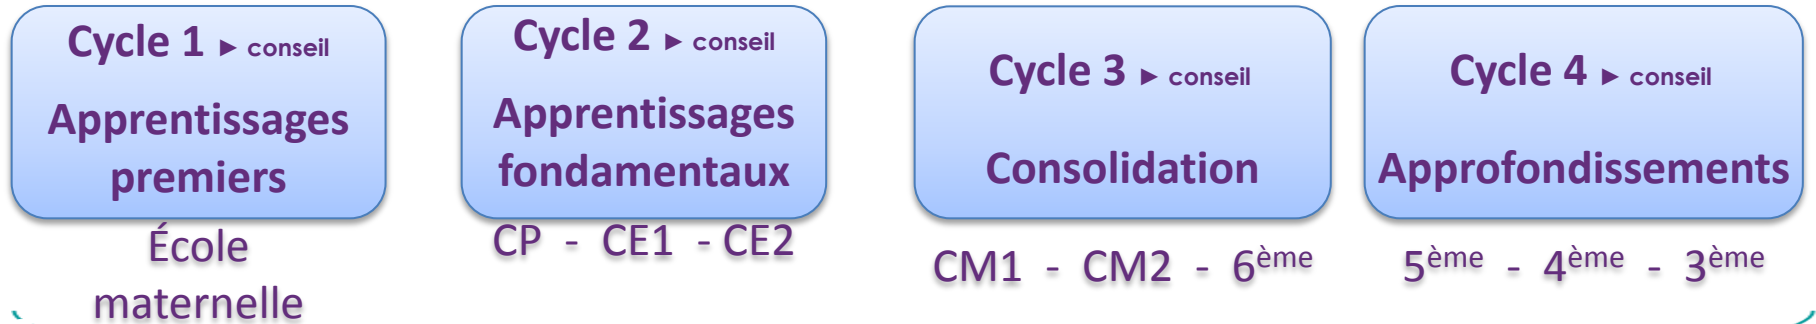 Cycle 1 ► conseil
Apprentissages
premiers
École
maternelle
Cycle 2 ► conseil
Apprentissages
fondamentaux
CP - CE1 - CE2
Cycle 3 ► conseil
Consolidation
CM1 - CM2 - 6ème
Cycle 4 ► conseil
Approfondissements
5ème - 4ème - 3ème